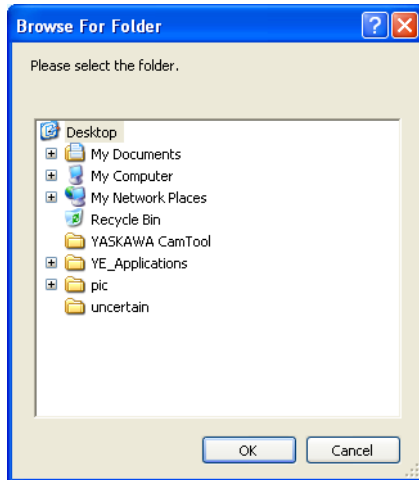 Browse For Folder
Please select the folder.
Desktop
My Documents
My Computer
My Network Places
Recycle Bin
YASKAWA CamTool
YE_Applications
pic
uncertain
OK Cancel